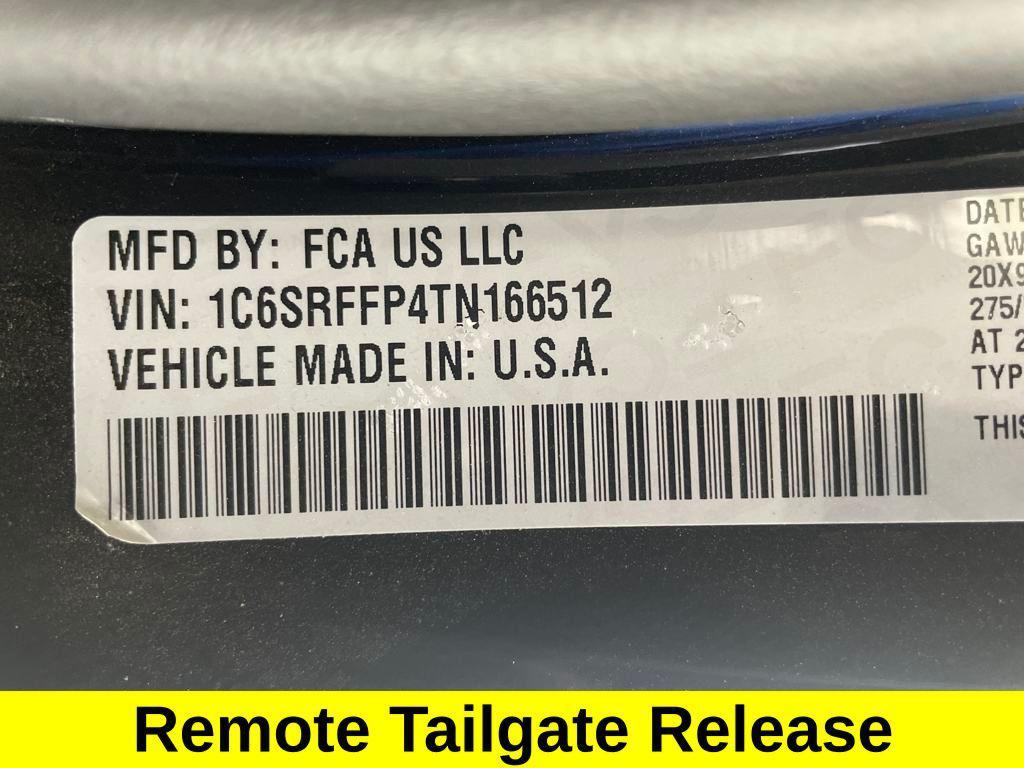 MFD BY: FCA US LLC
VIN: 1C6SRFFP4TN166512
VEHICLE MADE IN: U.S.A.
DATE
GAW
20X9
275/
AT 2
TYP
THIS
Remote Tailgate Release